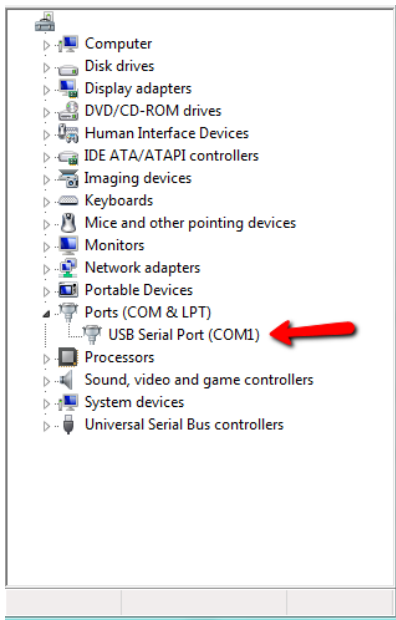 Computer
Disk drives
Display adapters
DVD/CD-ROM drives
Human Interface Devices
IDE ATA/ATAPI controllers
Imaging devices
Keyboards
Mice and other pointing devices
Monitors
Network adapters
Portable Devices
Ports (COM & LPT)
USB Serial Port (COM1)
Processors
Sound, video and game controllers
System devices
Universal Serial Bus controllers